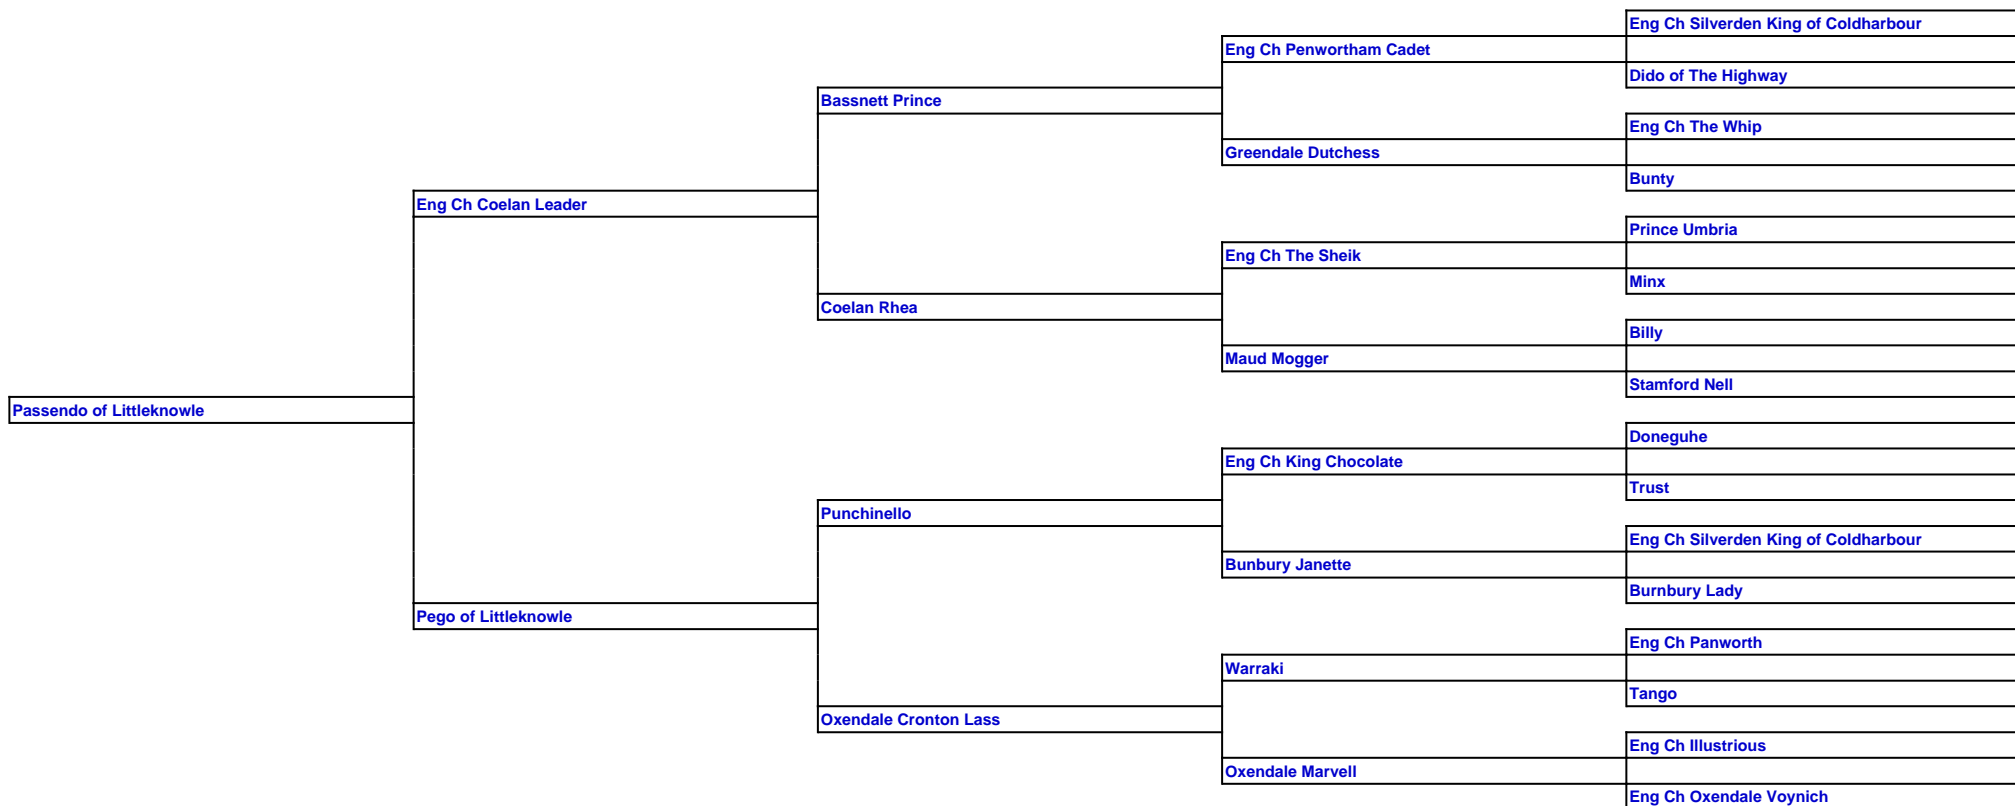 Eng Ch Silverden King of Coldharbour
Eng Ch Penwortham Cadet
Dido of The Highway
Bassnett Prince
Eng Ch The Whip
Greendale Dutchess
Bunty
Eng Ch Coelan Leader
Prince Umbria
Eng Ch The Sheik
Minx
Coelan Rhea
Billy
Maud Mogger
Stamford Nell
Passendo of Littleknowle
Doneguhe
Eng Ch King Chocolate
Trust
Punchinello
Eng Ch Silverden King of Coldharbour
Bunbury Janette
Burnbury Lady
Pego of Littleknowle
Eng Ch Panworth
Warraki
Tango
Oxendale Cronton Lass
Eng Ch Illustrious
Oxendale Marvell
Eng Ch Oxendale Voynich